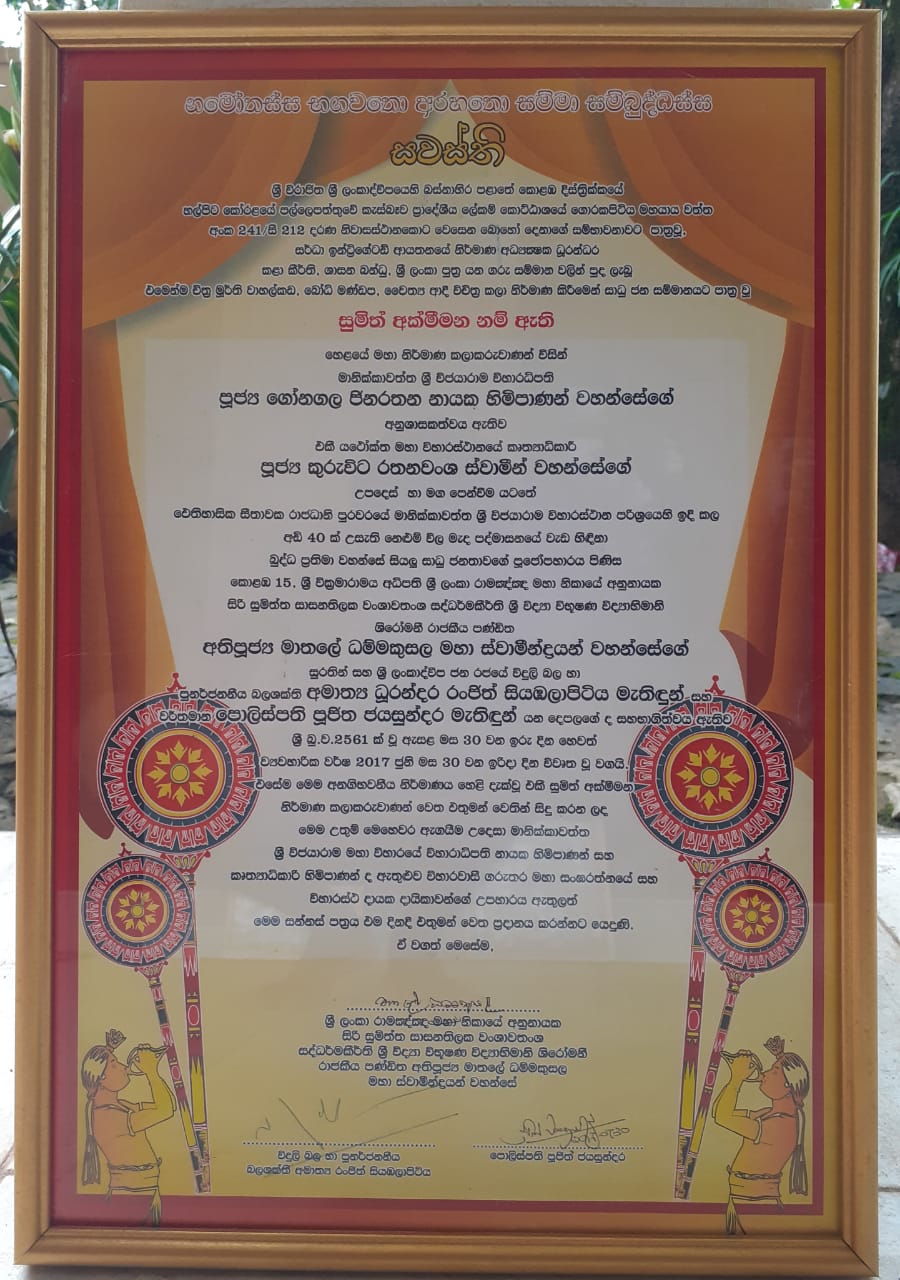 නමෝතස්ස භගවතො අරහතො සම්මා සම්බුද්ධස්ස
සවස්ති
ශ්‍රී විරාජිත ශ්‍රී ලංකාද්වීපයෙහි බස්නාහිර පළාතේ කොළඹ දිස්ත්‍රික්කයේ
හල්පිට කෝරළයේ පල්ලෙපත්තුවේ කැස්බෑව ප්‍රාදේශීය ලේකම් කොට්ඨාශයේ ගොරකපිටිය මහයාය වත්ත
අංක 241/සී 212 දරණ නිවාසස්ථානකොට වෙසෙන බොහෝ දෙනාගේ සම්භාවනාවට පාත්‍රවූ,
සර්ධා ඉන්ට්‍රිගේටඩ් ආයතනයේ නිර්මාණ අධ්‍යක්ෂක ධූරන්ධර
කළා කීර්ති, ශාසන බන්ධු, ශ්‍රී ලංකා පුත්‍ර යන ගරු සම්මාන වලින් පුද ලැබූ
එමෙන්ම චිත්‍ර මූර්ති වාහල්කඩ, බෝධි මණ්ඩප, චෛත්‍ය ආදී විචිත්‍ර කලා නිර්මාණ කිරීමෙන් සාධු ජන සම්මානයට පාත්‍ර වූ
සුමිත් අක්මීමන නම් ඇති
හෙළයේ මහා නිර්මාණ කලාකරුවාණන් විසින්
මානික්කාවත්ත ශ්‍රී විජයාරාම විහාරධිපති
පූජ්‍ය ගෝනගල ජිනරතන නායක හිමිපාණන් වහන්සේගේ
අනුශාසකත්වය ඇතිව
එකී යථෝක්ත මහා විහාරස්ථානයේ කෘත්‍යාධිකාරී
පූජ්‍ය කුරුවිට රතනවංශ ස්වාමීන් වහන්සේගේ
උපදෙස් හා මග පෙන්වීම යටතේ
ඓතිහාසික සීතාවක රාජධානි පුරවරයේ මානික්කාවත්ත ශ්‍රී විජයාරාම විහාරස්ථාන පරිශ්‍රයෙහි ඉදි කල
අඩි 40 ක් උසැති නෙළුම් විල මැද පද්මාසනයේ වැඩ හිඳිනා
බුද්ධ ප්‍රතිමා වහන්සේ සියලු සාධු ජනතාවගේ පූජෝපහාරය පිණිස
කොළඹ 15, ශ්‍රී වික්‍රමාරාමය අධිපති ශ්‍රී ලංකා රාමඤ්ඤ මහා නිකායේ අනුනායක
සිරි සුමිත්ත සාසනතිලක වංශාවතංශ සද්ධර්මකීර්ති ශ්‍රී විද්‍යා විභූෂණ විද්‍යාභිමානි
ශිරෝමනී රාජකීය පණ්ඩිත
අතිපූජ්‍ය මාතලේ ධම්මකුසල මහා ස්වාමීන්ද්‍රයන් වහන්සේගේ
සුරතින් සහ ශ්‍රී ලංකාද්වීප ජන රජයේ විදුලි බල හා
පුනර්ජනනීය බලශක්ති අමාත්‍ය ධූරන්දර රංජිත් සියඹලාපිටිය මැතිඳුන් සහ
වර්තමාන පොලිස්පති පූජිත ජයසුන්දර මැතිඳුන් යන දෙපලගේ ද සහභාගීත්වය ඇතිව
ශ්‍රී බු.ව.2561 ක් වූ ඇසළ මස 30 වන ඉරු දින හෙවත්
ව්‍යවහාරික වර්ෂ 2017 ජුනි මස 30 වන ඉරිදා දින විවෘත වූ වගයි.
එසේම මෙම අනගිභවනීය නිර්මාණය හෙළි දැක්වූ එකී සුමිත් අක්මීමන
නිර්මාණ කලාකරුවාණන් වෙත එතුමන් වෙතින් සිදු කරන ලද
මෙම උතුම් මෙහෙවර ඇගයීම උදෙසා මානික්කාවත්ත
ශ්‍රී විජයාරාම මහා විහාරයේ විහාරාධිපති නායක හිමිපාණන් සහ
කෘත්‍යාධිකාරී හිමිපාණන් ද ඇතුළුව විහාරවාසි ගරුතර මහා සංඝරත්නයේ සහ
විහාරස්ථ දායක දායිකාවන්ගේ උපහාරය ඇතුලත්
මෙම සන්නස් පත්‍රය එම දිනදී එතුමන් වෙත ප්‍රදානය කරන්නට යෙදුණි.
ඒ වගත් මෙසේම.
ශ්‍රී ලංකා රාමඤ්ඤ මහා නිකායේ අනුනායක
සිරි සුමිත්ත සාසනතිලක වංශාවතංශ
සද්ධර්මකීර්ති ශ්‍රී විද්‍යා විභූෂණ විද්‍යාභිමානි ශිරෝමනී
රාජකීය පණ්ඩිත අතිපූජ්‍ය මාතලේ ධම්මකුසල
මහා ස්වාමීන්ද්‍රයන් වහන්සේ
විදුලි බල හා පුනර්ජනනීය
බලශක්තී අමාත්‍ය රංජිත් සියඹලාපිටිය
පොලිස්පති පූජිත් ජයසුන්දර